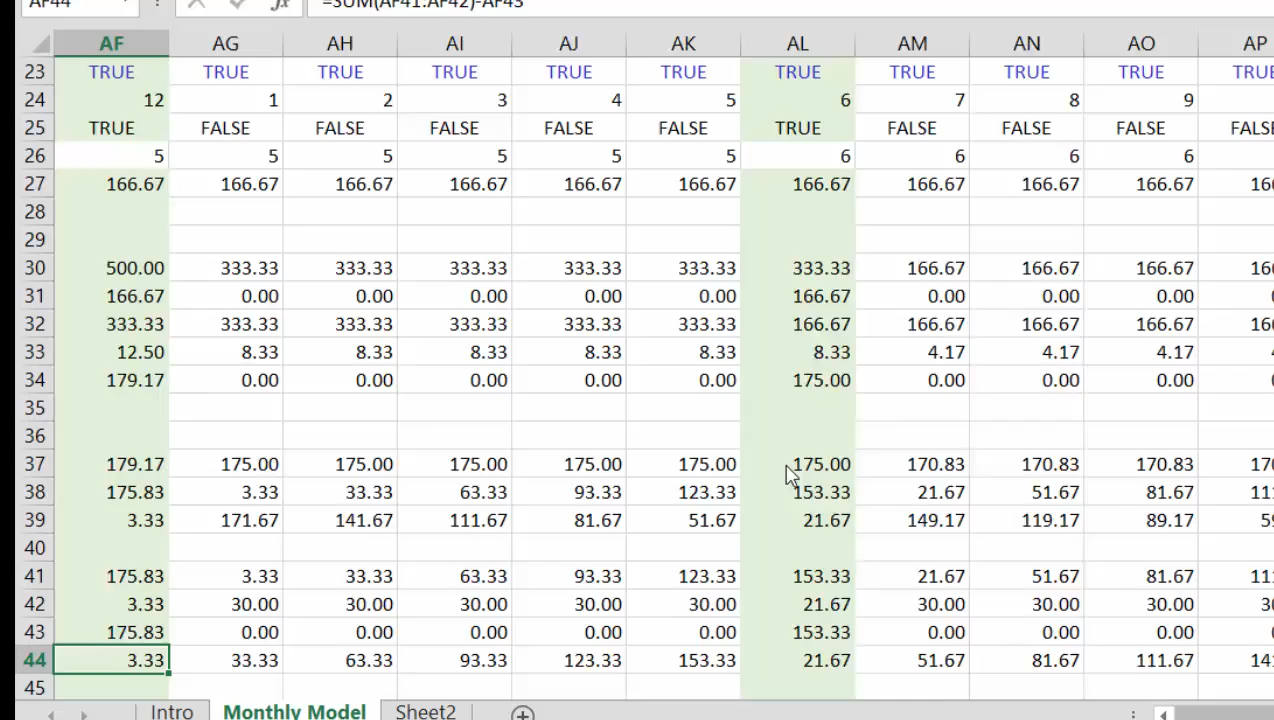 AF44 =SUM(AF41:AF42)-AF43
AF AG AH AI AJ AK AL AM AN AO AP
23 TRUE TRUE TRUE TRUE TRUE TRUE TRUE TRUE TRUE TRUE TRUE
24 12 1 2 3 4 5 6 7 8 9
25 TRUE FALSE FALSE FALSE FALSE FALSE TRUE FALSE FALSE FALSE FALSE
26 5 5 5 5 5 5 6 6 6 6
27 166.67 166.67 166.67 166.67 166.67 166.67 166.67 166.67 166.67 166.67
28
29
30 500.00 333.33 333.33 333.33 333.33 333.33 333.33 166.67 166.67 166.67
31 166.67 0.00 0.00 0.00 0.00 0.00 166.67 0.00 0.00 0.00
32 333.33 333.33 333.33 333.33 333.33 333.33 166.67 166.67 166.67 166.67
33 12.50 8.33 8.33 8.33 8.33 8.33 8.33 4.17 4.17 4.17
34 179.17 0.00 0.00 0.00 0.00 0.00 175.00 0.00 0.00 0.00
35
36
37 179.17 175.00 175.00 175.00 175.00 175.00 175.00 170.83 170.83 170.83
38 175.83 3.33 33.33 63.33 93.33 123.33 153.33 21.67 51.67 81.67
39 3.33 171.67 141.67 111.67 81.67 51.67 21.67 149.17 119.17 89.17
40
41 175.83 3.33 33.33 63.33 93.33 123.33 153.33 21.67 51.67 81.67
42 3.33 30.00 30.00 30.00 30.00 30.00 21.67 30.00 30.00 30.00
43 175.83 0.00 0.00 0.00 0.00 0.00 153.33 0.00 0.00 0.00
44 3.33 33.33 63.33 93.33 123.33 153.33 21.67 51.67 81.67 111.67
45
Intro Monthly Model Sheet2